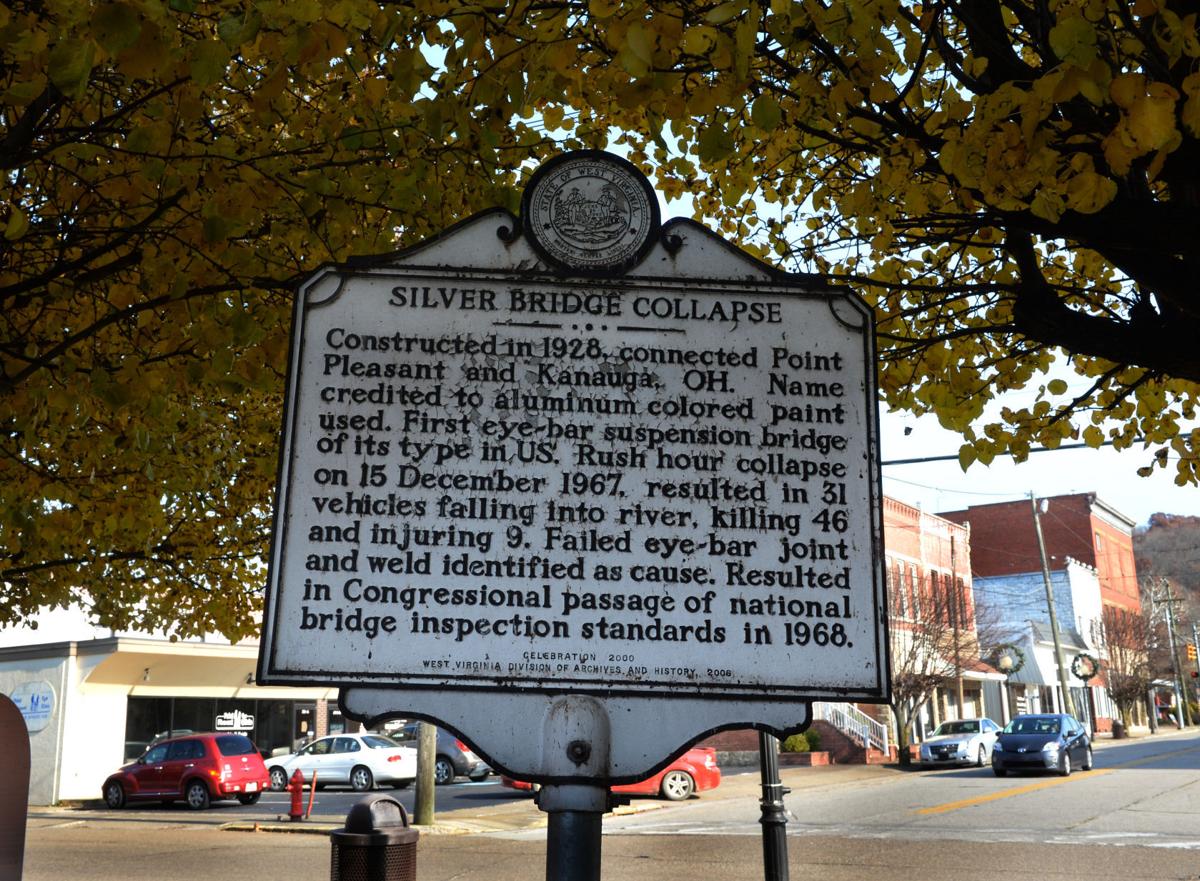 STATE OF WEST VIRGINIA
SILVER BRIDGE COLLAPSE
Constructed in 1928, connected Point
Pleasant and Kanauga, OH. Name
credited to aluminum colored paint
used. First eye-bar suspension bridge
of its type in US. Rush hour collapse
on 15 December 1967, resulted in 31
vehicles falling into river, killing 46
and injuring 9. Failed eye-bar joint
and weld identified as cause. Resulted
in Congressional passage of national
bridge inspection standards in 1968.
CELEBRATION 2000
WEST VIRGINIA DIVISION OF ARCHIVES AND HISTORY, 2006